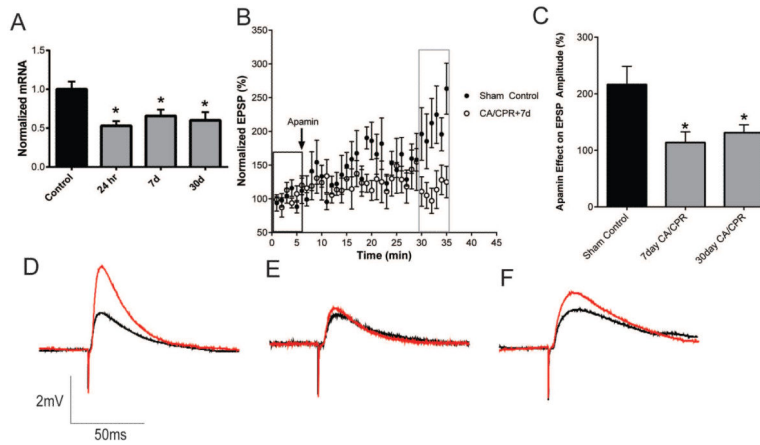 A
Normalized mRNA
1.5
1.0
0.5
0.0
*
*
*
Control
24 hr
7d
30d
B
Normalized EPSP
(%)
350
300
250
200
150
100
50
0
5
10
15
20
25
30
35
40
45
Time (min)
Apamin
Sham Control
CA/CPR+7d
C
Apamin Effect on EPSP
Amplitude (%)
300
200
100
0
*
*
Sham Control
7day CA/CPR
30day CA/CPR
D
E
F
2mV
50ms